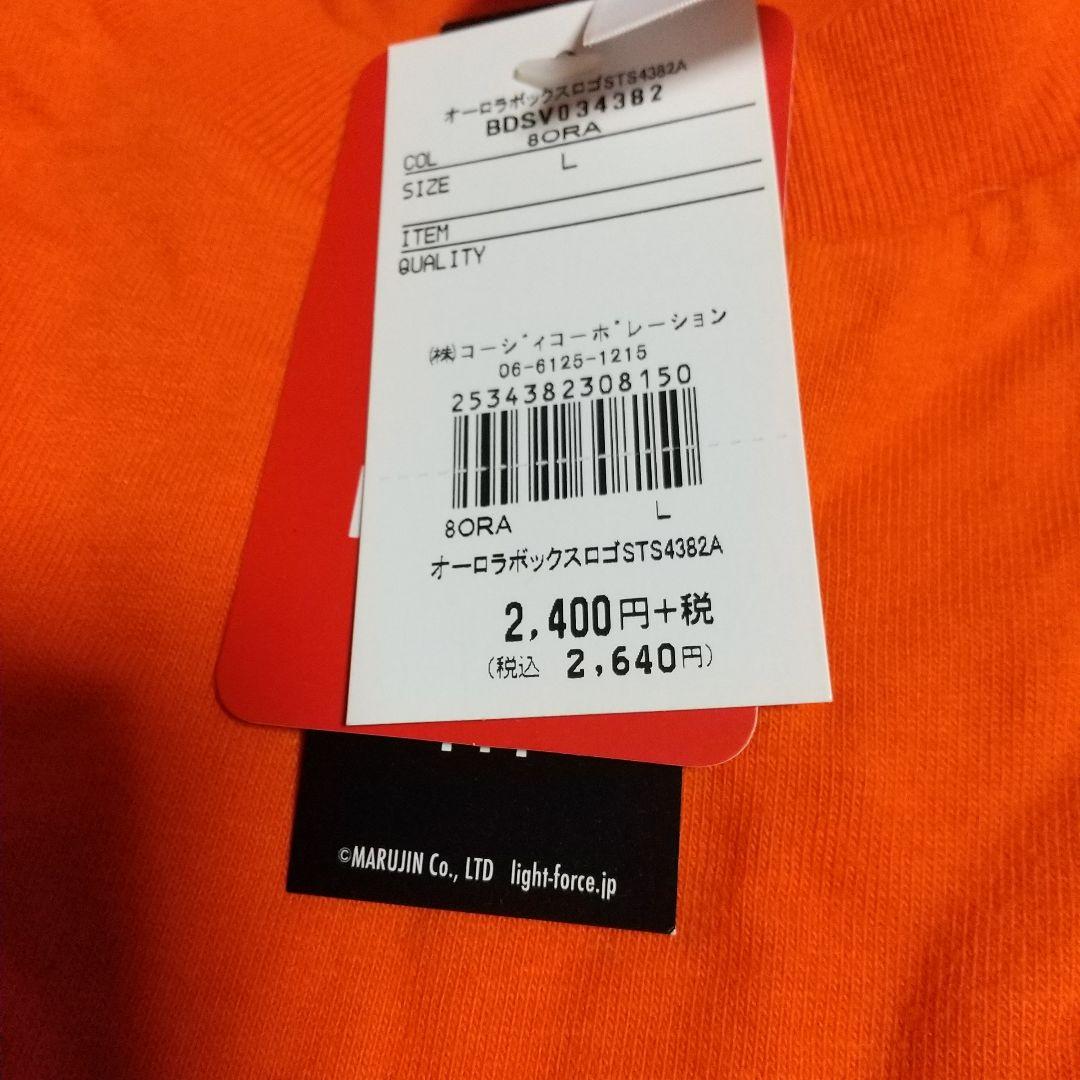 オーロラボックスロゴSTS4382A
BDSV034382
COL 8ORA
SIZE L
ITEM
QUALITY
㈱コーシﾞィコーホﾟレーション
06-6125-1215
2534382308150
8ORA L
オーロラボックスロゴSTS4382A
2,400円+税
(税込 2,640円)
©MARUJIN Co., LTD light-force.jp